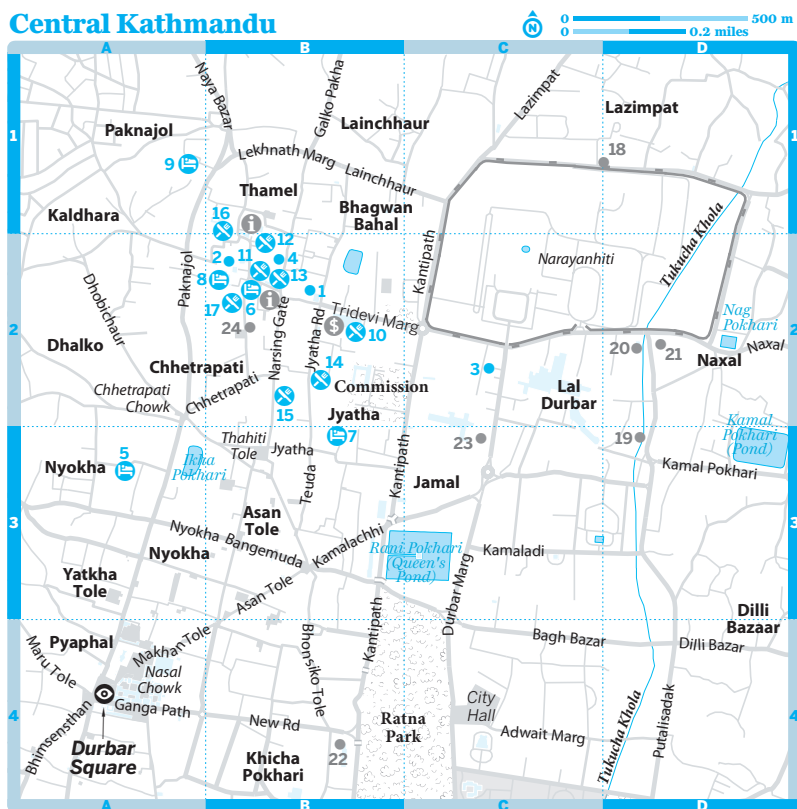 Central Kathmandu
N
0 500 m
0 0.2 miles
A B C D
1
1
Naya Bazar
Galko Pakha
Lazimpat
Lazimpat
Paknajol
Lainchhaur
18
9
Lekhnath Marg
Lainchhaur
Thamel
Kaldhara
16
i
Bhagwan
Bahal
12
Kantipath
Narayanhiti
Tukucha Khola
Paknajol
2
11
4
8
13
6
i
1
17
Dhobichaur
Tridevi Marg
Nag
Pokhari
2
2
24
Narsing Gate
Jyatha Rd
$
10
Dhalko
20
21
Naxal
Naxal
Chhetrapati
14
3
Commission
Lal
Durbar
Chhetrapati
Chowk
Chhetrapati
15
Jyatha
Kamal
Pokhari
(Pond)
7
Thahiti
Tole
Jyatha
Kantipath
23
19
5
Nyokha
Ikha
Pokhari
Teuda
Jamal
Kamal Pokhari
3
3
Asan
Tole
Nyokha
Bangemuda
Kamalachhi
Nyokha
Rani Pokhari
(Queen's
Pond)
Kamaladi
Yatkha
Tole
Asan Tole
Durbar Marg
Dilli
Bazaar
Pyaphal
Makhan Tole
Bhonsiko Tole
Kantipath
Bagh Bazar
Dilli Bazar
Maru Tole
Nasal
Chowk
Ganga Path
City
Hall
Tukucha Khola
Putalisadak
4
4
Bhimsensthan
New Rd
Ratna
Park
Adwait Marg
Durbar
Square
Khicha
Pokhari
22
A B C D